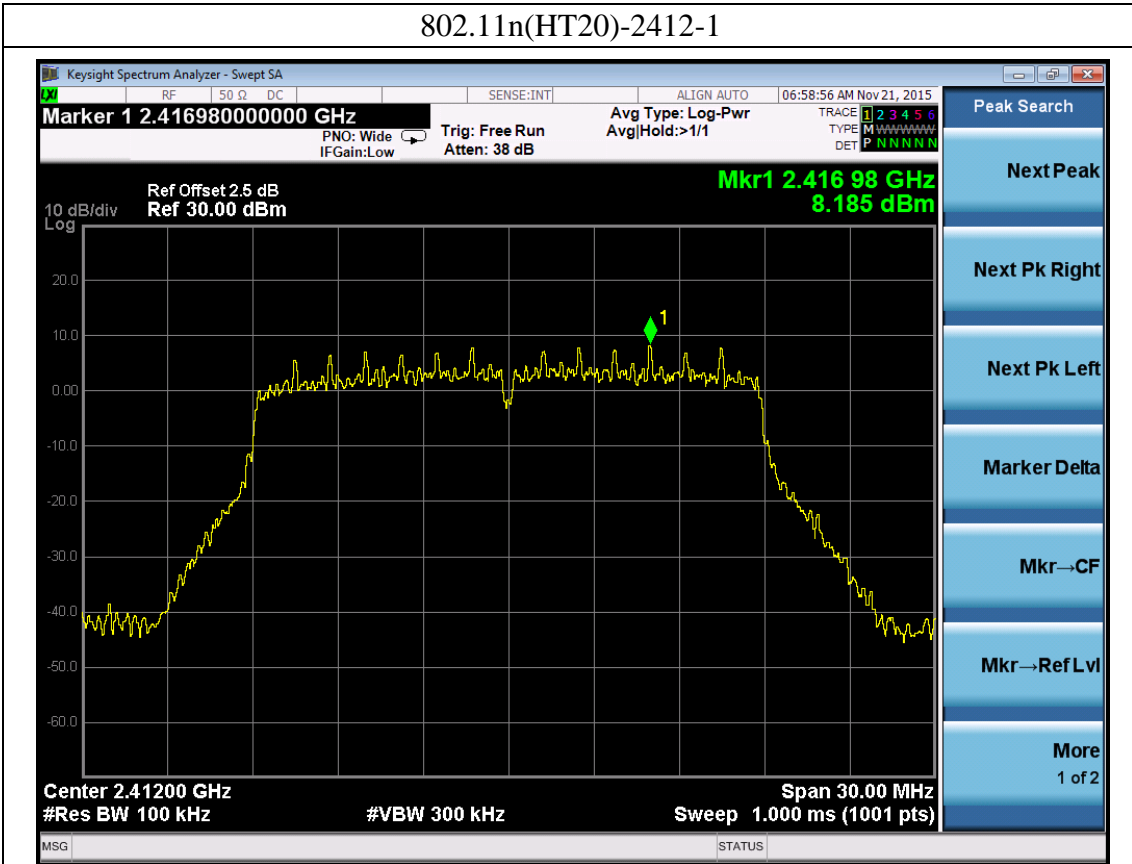 802.11n(HT20)-2412-1
Keysight Spectrum Analyzer - Swept SA
LXI RF 50 Ω DC SENSE:INT ALIGN AUTO 06:58:56 AM Nov 21, 2015
Marker 1 2.416980000000 GHz
PNO: Wide
IFGain:Low
Trig: Free Run
Atten: 38 dB
Avg Type: Log-Pwr
Avg|Hold:>1/1
TRACE 1 2 3 4 5 6
TYPE M WWWWW
DET P N N N N N
Peak Search
Mkr1 2.416 98 GHz
8.185 dBm
Ref Offset 2.5 dB
10 dB/div Ref 30.00 dBm
Log
20.0
10.0
0.00
-10.0
-20.0
-30.0
-40.0
-50.0
-60.0
1
Center 2.41200 GHz Span 30.00 MHz
#Res BW 100 kHz #VBW 300 kHz Sweep 1.000 ms (1001 pts)
MSG STATUS
Next Peak
Next Pk Right
Next Pk Left
Marker Delta
Mkr→CF
Mkr→Ref Lvl
More
1 of 2